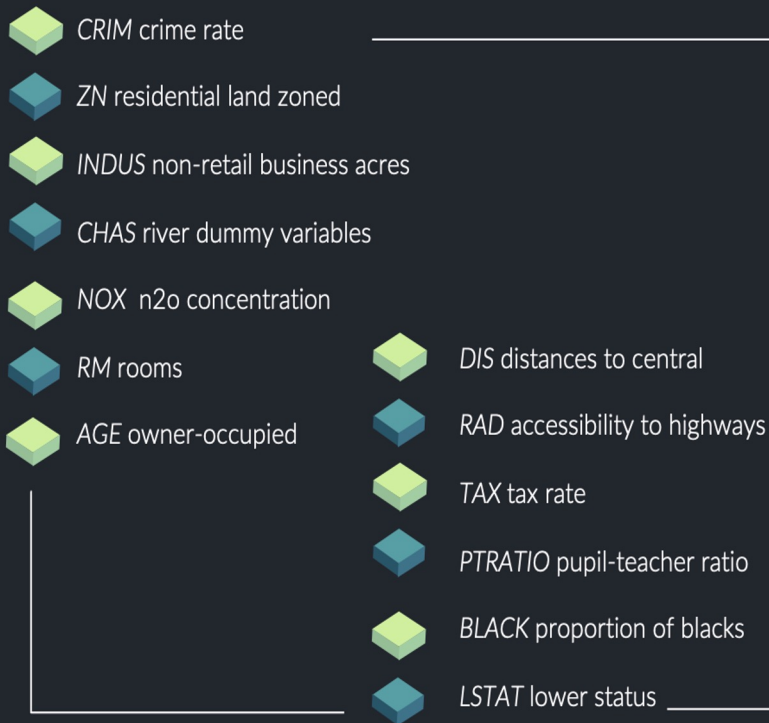 CRIM crime rate
ZN residential land zoned
INDUS non-retail business acres
CHAS river dummy variables
NOX n2o concentration
RM rooms
AGE owner-occupied
DIS distances to central
RAD accessibility to highways
TAX tax rate
PTRATIO pupil-teacher ratio
BLACK proportion of blacks
LSTAT lower status